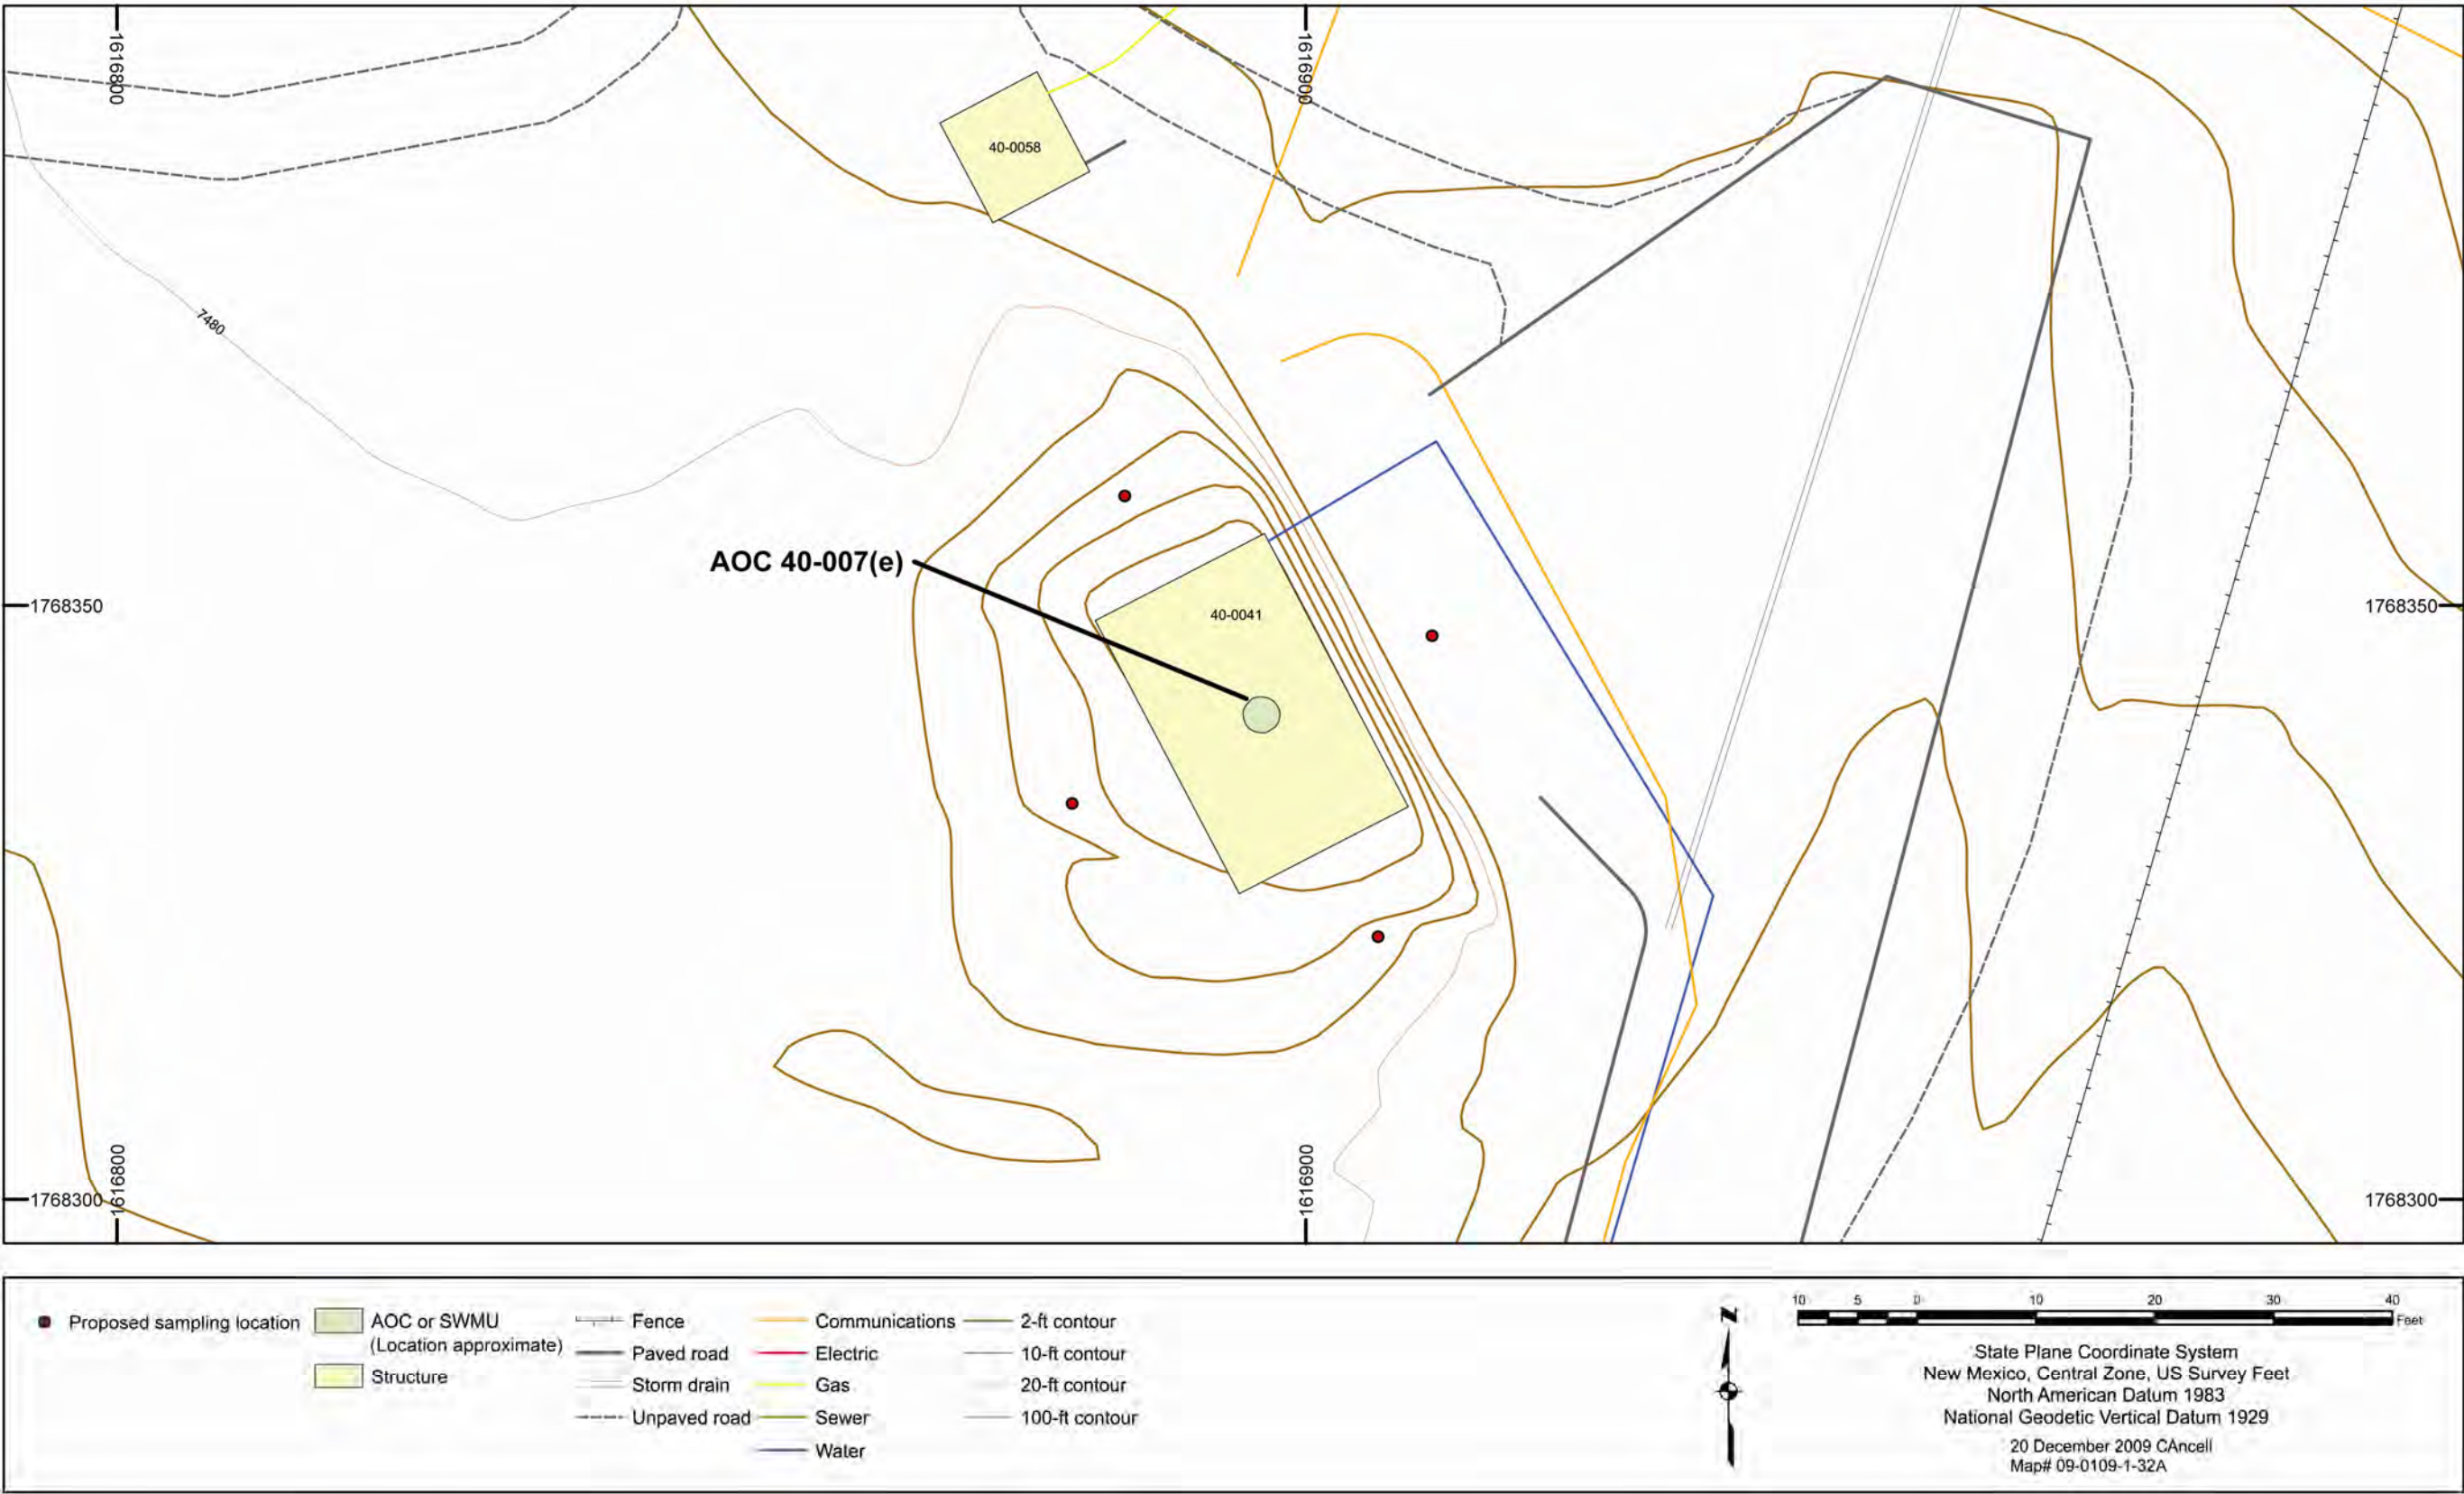 1616800
1616900
40-0058
7480
AOC 40-007(e)
40-0041
1768350
1768350
1768300
1616800
1616900
1768300
Proposed sampling location
AOC or SWMU
(Location approximate)
Structure
Fence
Paved road
Storm drain
Unpaved road
Communications
Electric
Gas
Sewer
Water
2-ft contour
10-ft contour
20-ft contour
100-ft contour
N
10 5 0 10 20 30 40
Feet
State Plane Coordinate System
New Mexico, Central Zone, US Survey Feet
North American Datum 1983
National Geodetic Vertical Datum 1929
20 December 2009 CAncell
Map# 09-0109-1-32A